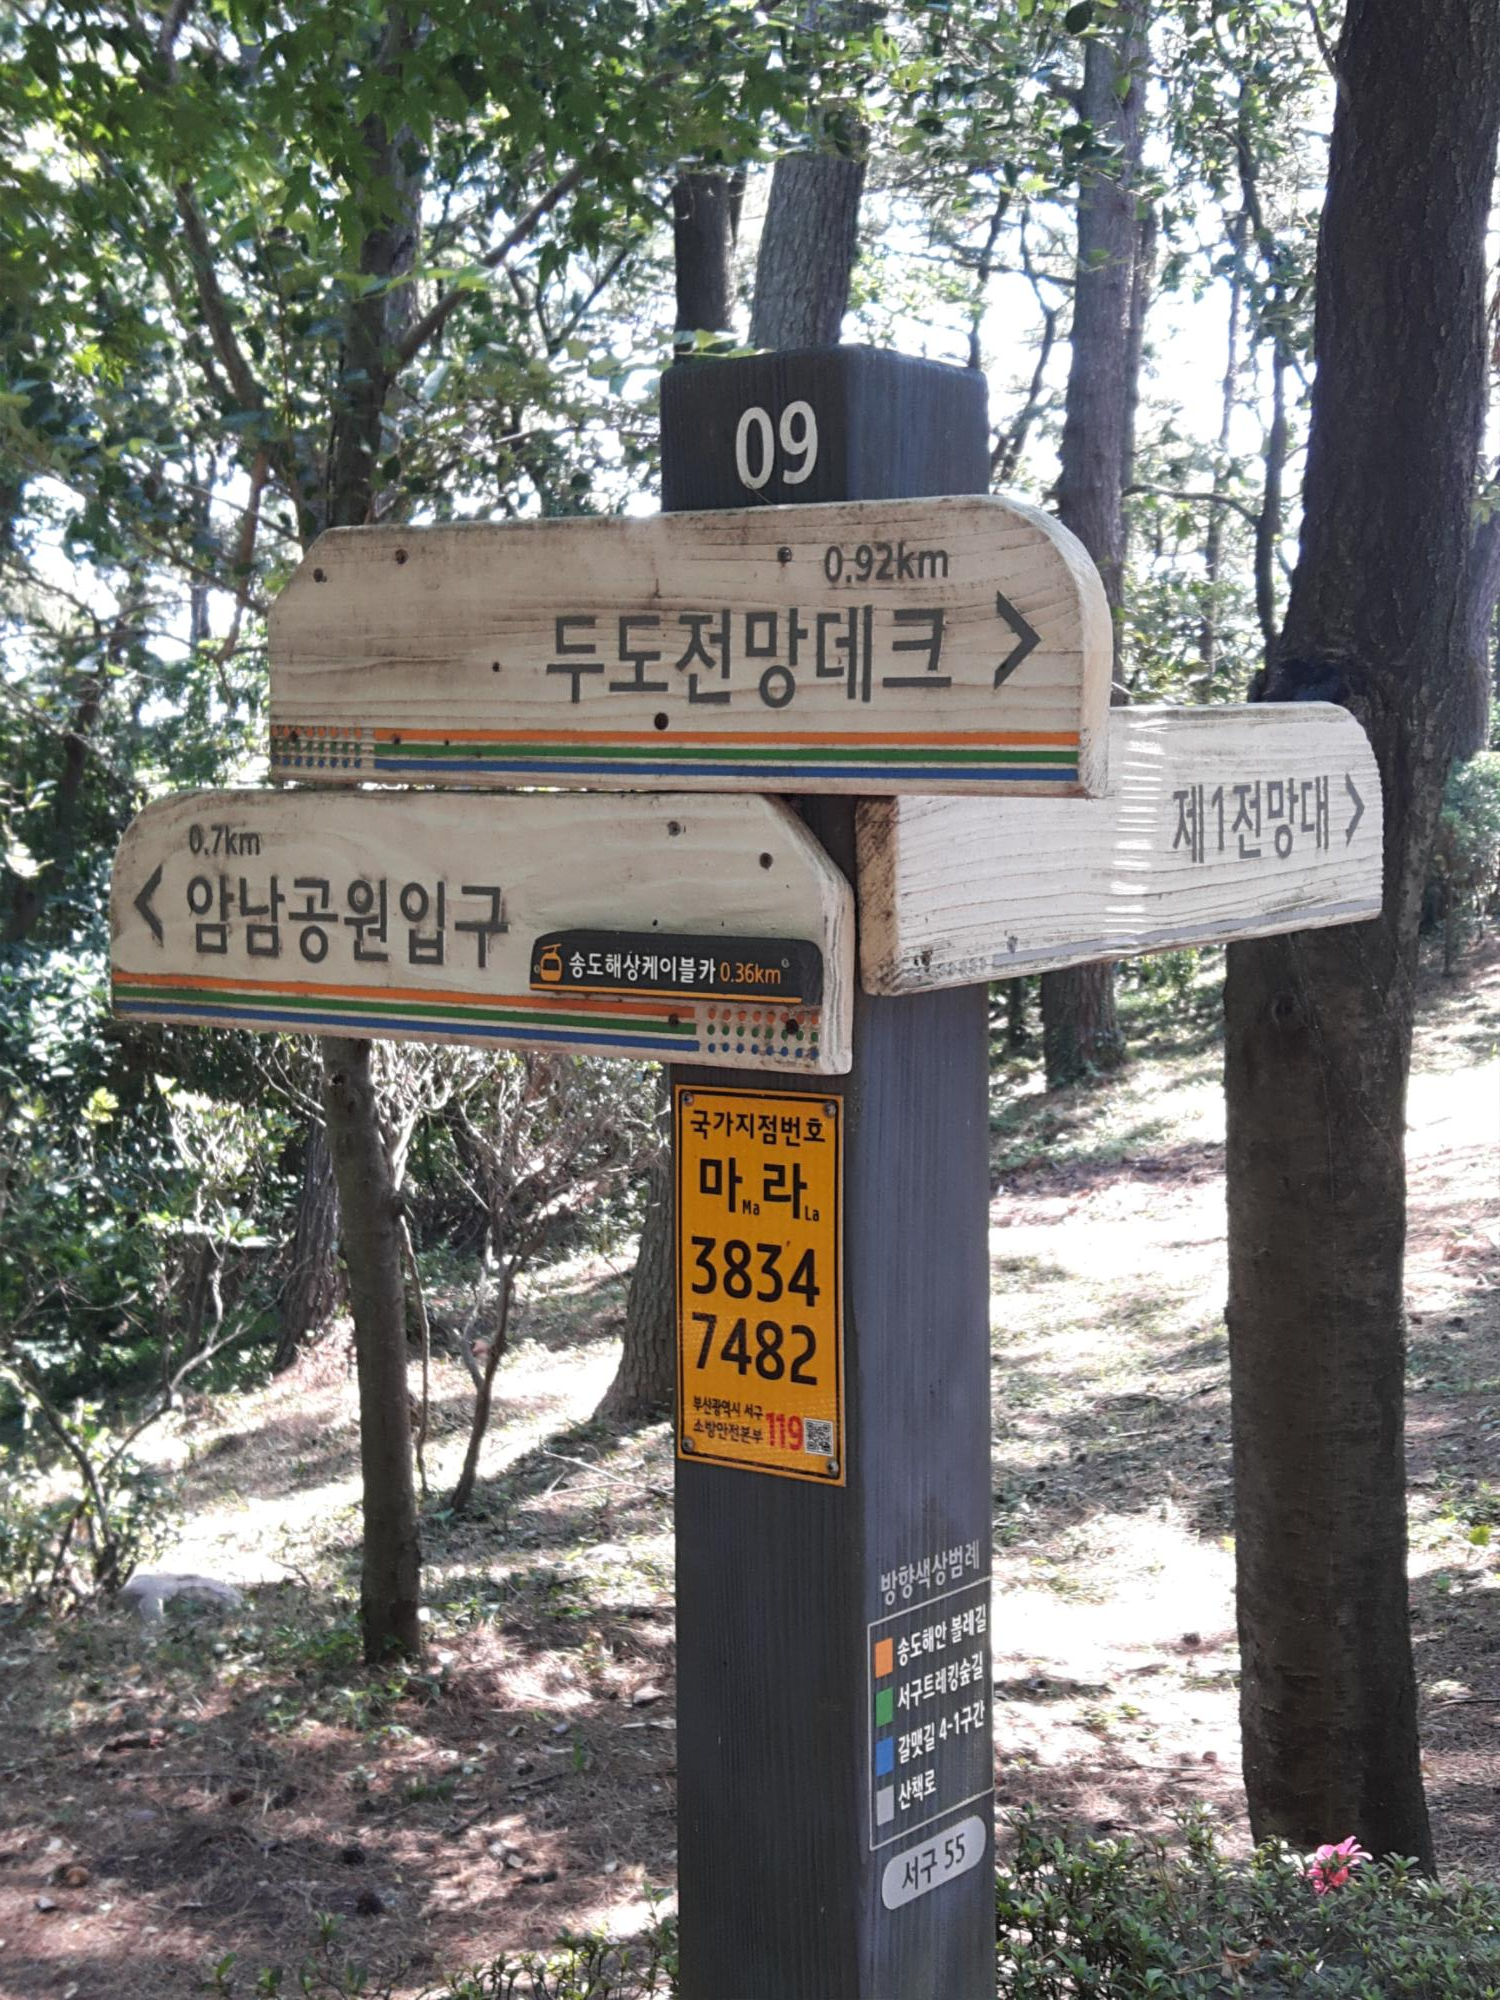 09
0.92km
두도전망데크 >
제1전망대 >
0.7km
< 암남공원입구
송도해상케이블카 0.36km
국가지점번호
마 Ma 라 La
3834
7482
부산광역시 서구
소방안전본부 119
방향색상범례
송도해안 볼레길
서구트레킹숲길
갈맷길 4-1구간
산책로
서구 55